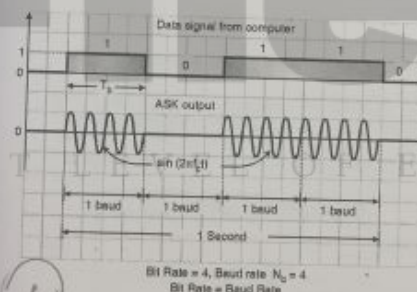 Data signal from computer
1
1 1 1
0 0 0
T_b
ASK output
0
sin (2πf_c t)
1 baud 1 baud 1 baud 1 baud
1 Second
Bit Rate = 4, Baud rate N_b = 4
Bit Rate = Baud Rate